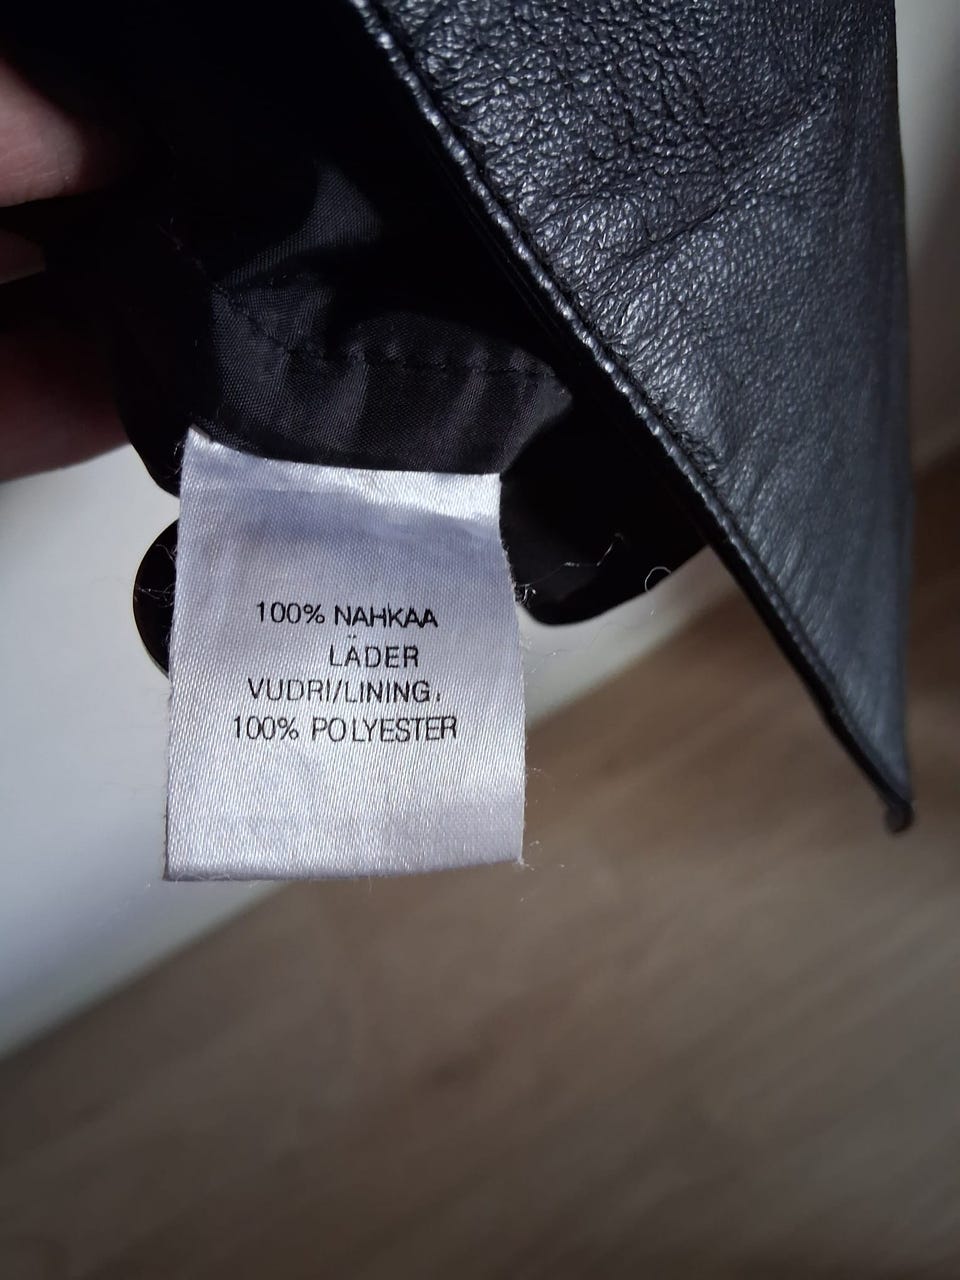 100% NAHKAA
LÄDER
VUDRI/LINING:
100% POLYESTER